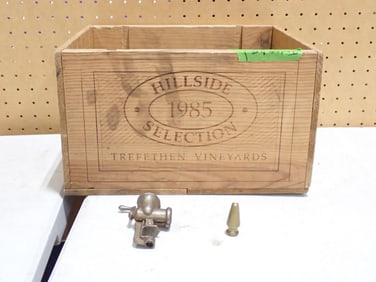 HILLSIDE
1985
SELECTION
TREFETHEN VINEYARDS